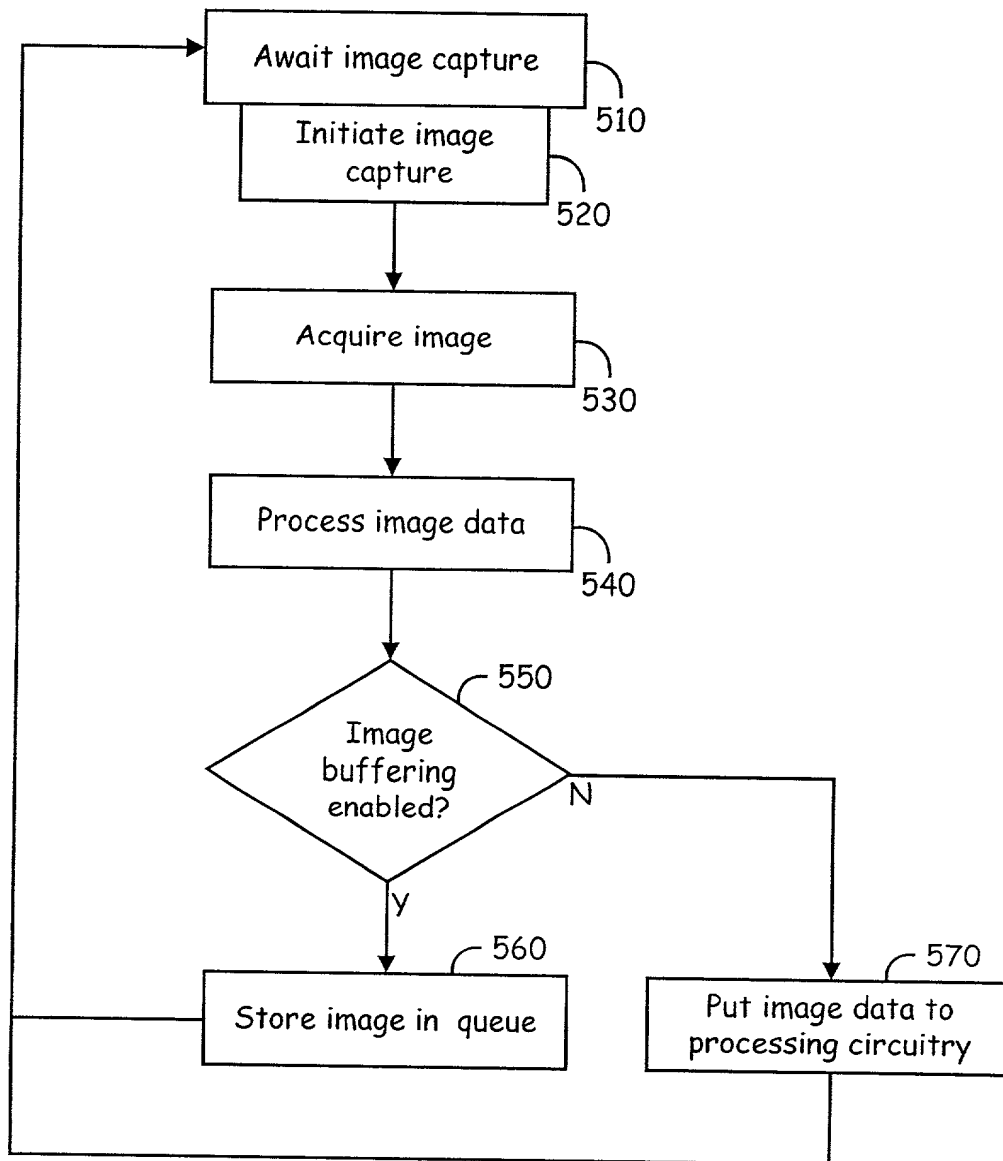 Await image capture
510
Initiate image
capture
520
Acquire image
530
Process image data
540
550
Image
buffering
enabled?
N
Y
560
Store image in queue
570
Put image data to
processing circuitry